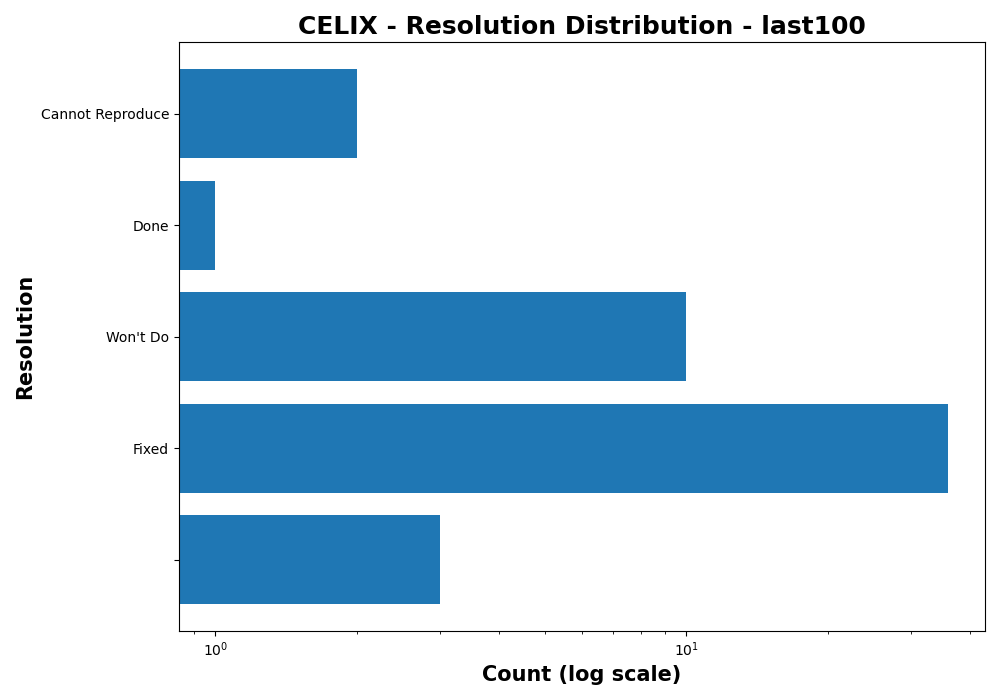 CELIX - Resolution Distribution - last100
Cannot Reproduce
Done
Won't Do
Fixed
Resolution
10⁰ 10¹
Count (log scale)